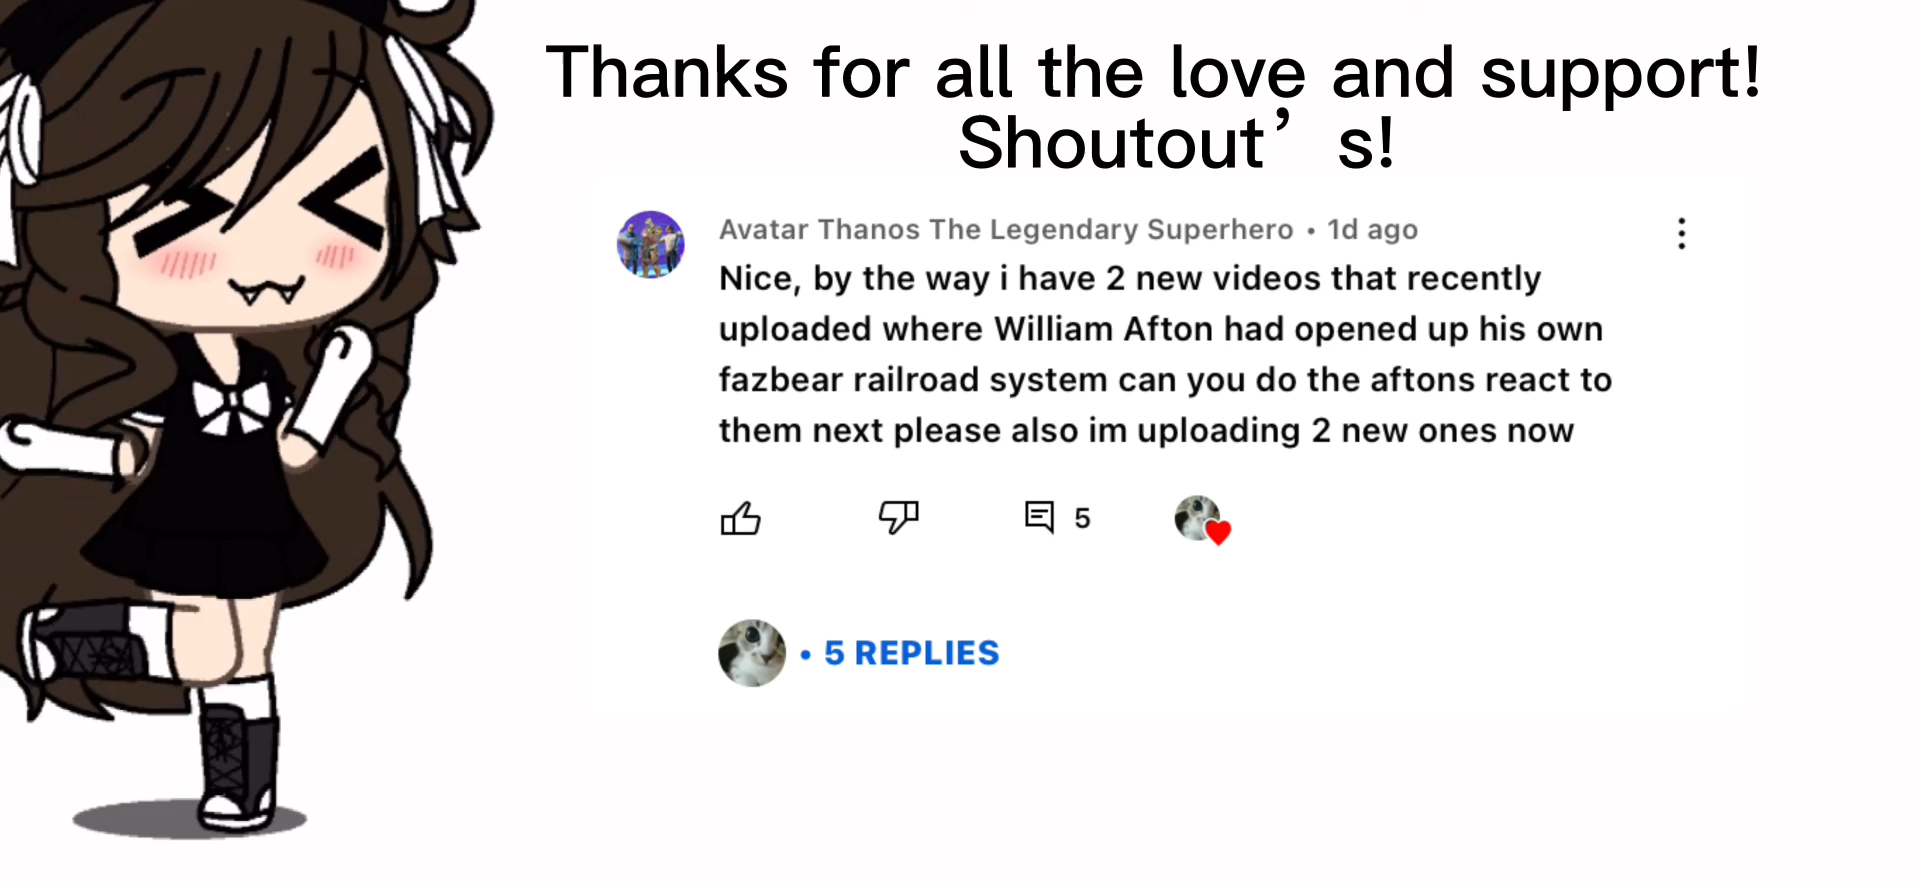 Thanks for all the love and support!
Shoutout’s!
Avatar Thanos The Legendary Superhero • 1d ago
Nice, by the way i have 2 new videos that recently
uploaded where William Afton had opened up his own
fazbear railroad system can you do the aftons react to
them next please also im uploading 2 new ones now
5
• 5 REPLIES